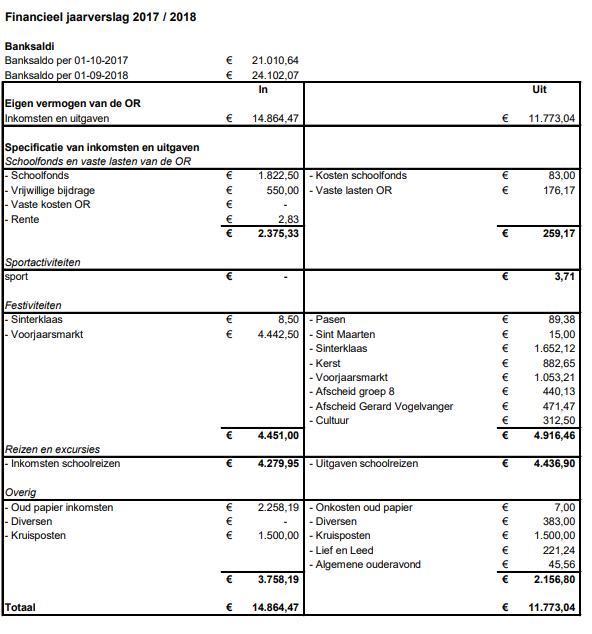 Financieel jaarverslag 2017 / 2018
Banksaldi
Banksaldo per 01-10-2017 € 21.010,64
Banksaldo per 01-09-2018 € 24.102,07
In Uit
Eigen vermogen van de OR
Inkomsten en uitgaven € 14.864,47 € 11.773,04
Specificatie van inkomsten en uitgaven
Schoolfonds en vaste lasten van de OR
- Schoolfonds € 1.822,50 - Kosten schoolfonds € 83,00
- Vrijwillige bijdrage € 550,00 - Vaste lasten OR € 176,17
- Vaste kosten OR € -
- Rente € 2,83
€ 2.375,33 € 259,17
Sportactiviteiten
sport € - € 3,71
Festiviteiten
- Sinterklaas € 8,50 - Pasen € 89,38
- Voorjaarsmarkt € 4.442,50 - Sint Maarten € 15,00
- Sinterklaas € 1.652,12
- Kerst € 882,65
- Voorjaarsmarkt € 1.053,21
- Afscheid groep 8 € 440,13
- Afscheid Gerard Vogelvanger € 471,47
- Cultuur € 312,50
€ 4.451,00 € 4.916,46
Reizen en excursies
- Inkomsten schoolreizen € 4.279,95 - Uitgaven schoolreizen € 4.436,90
Overig
- Oud papier inkomsten € 2.258,19 - Onkosten oud papier € 7,00
- Diversen € - - Diversen € 383,00
- Kruisposten € 1.500,00 - Kruisposten € 1.500,00
- Lief en Leed € 221,24
- Algemene ouderavond € 45,56
€ 3.758,19 € 2.156,80
Totaal € 14.864,47 € 11.773,04